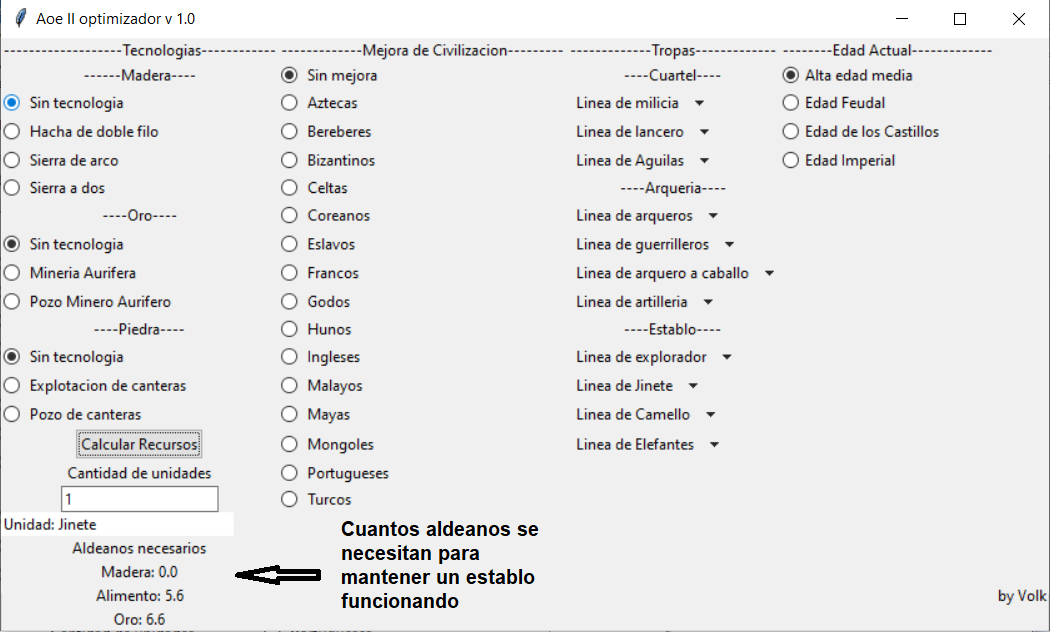 Aoe II optimizador v 1.0
------------------Tecnologias-----------
------Madera----
Sin tecnologia
Hacha de doble filo
Sierra de arco
Sierra a dos
----Oro----
Sin tecnologia
Mineria Aurifera
Pozo Minero Aurifero
----Piedra----
Sin tecnologia
Explotacion de canteras
Pozo de canteras
Calcular Recursos
Cantidad de unidades
1
Unidad: Jinete
Aldeanos necesarios
Madera: 0.0
Alimento: 5.6
Oro: 6.6
------------Mejora de Civilizacion--------
Sin mejora
Aztecas
Bereberes
Bizantinos
Celtas
Coreanos
Eslavos
Francos
Godos
Hunos
Ingleses
Malayos
Mayas
Mongoles
Portugueses
Turcos
Cuantos aldeanos se
necesitan para
mantener un establo
funcionando
------------Tropas------------
----Cuartel----
Linea de milicia
Linea de lancero
Linea de Aguilas
----Arqueria----
Linea de arqueros
Linea de guerrilleros
Linea de arquero a caballo
Linea de artilleria
----Establo----
Linea de explorador
Linea de Jinete
Linea de Camello
Linea de Elefantes
-------Edad Actual------------
Alta edad media
Edad Feudal
Edad de los Castillos
Edad Imperial
by Volk